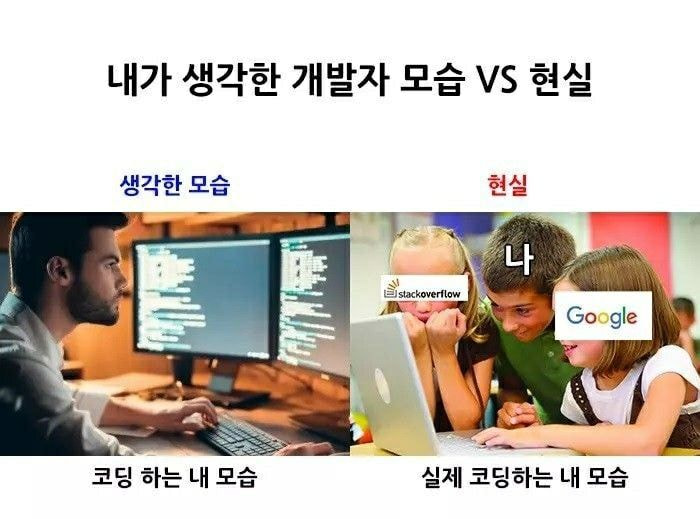 내가 생각한 개발자 모습 VS 현실
생각한 모습
현실
stackoverflow
나
Google
코딩 하는 내 모습
실제 코딩하는 내 모습